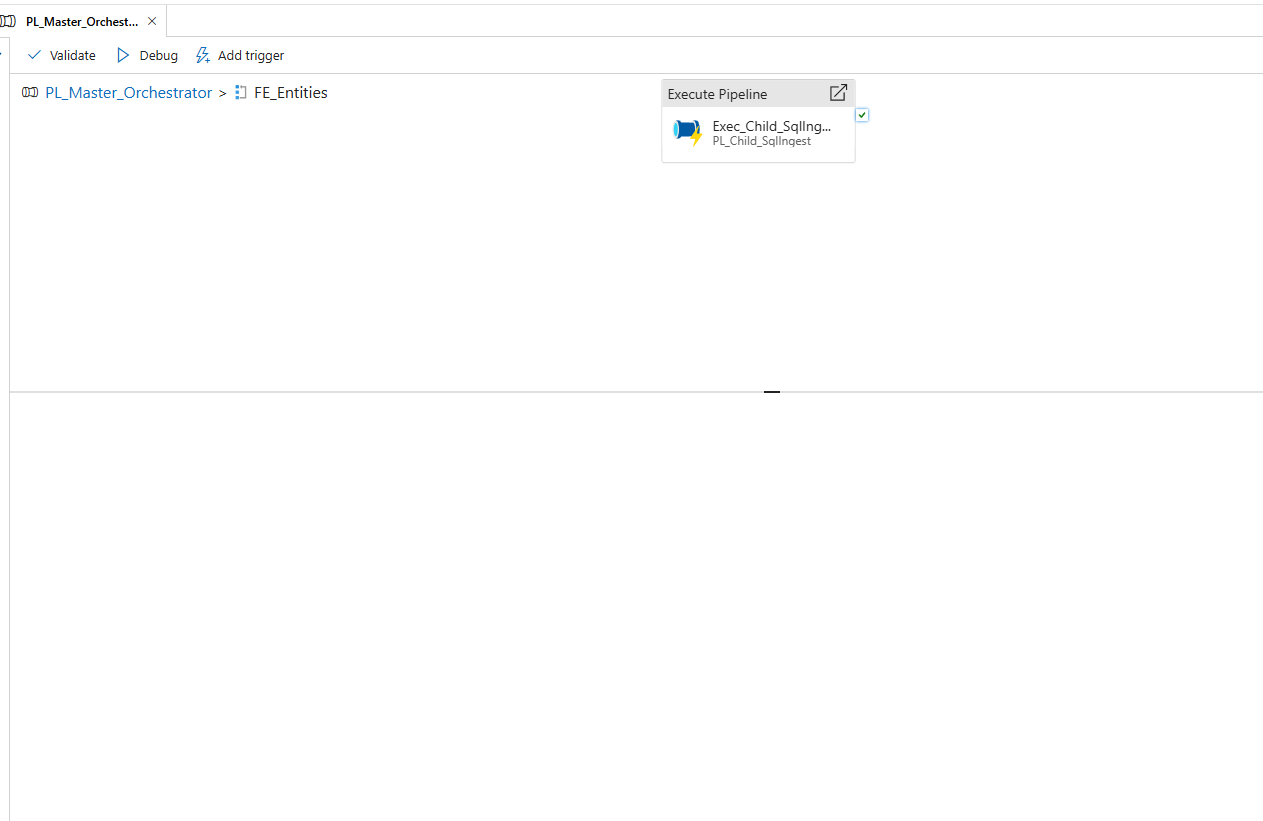 PL_Master_Orchest...
Validate Debug Add trigger
PL_Master_Orchestrator > FE_Entities
Execute Pipeline
Exec_Child_SqlIng...
PL_Child_SqlIngest